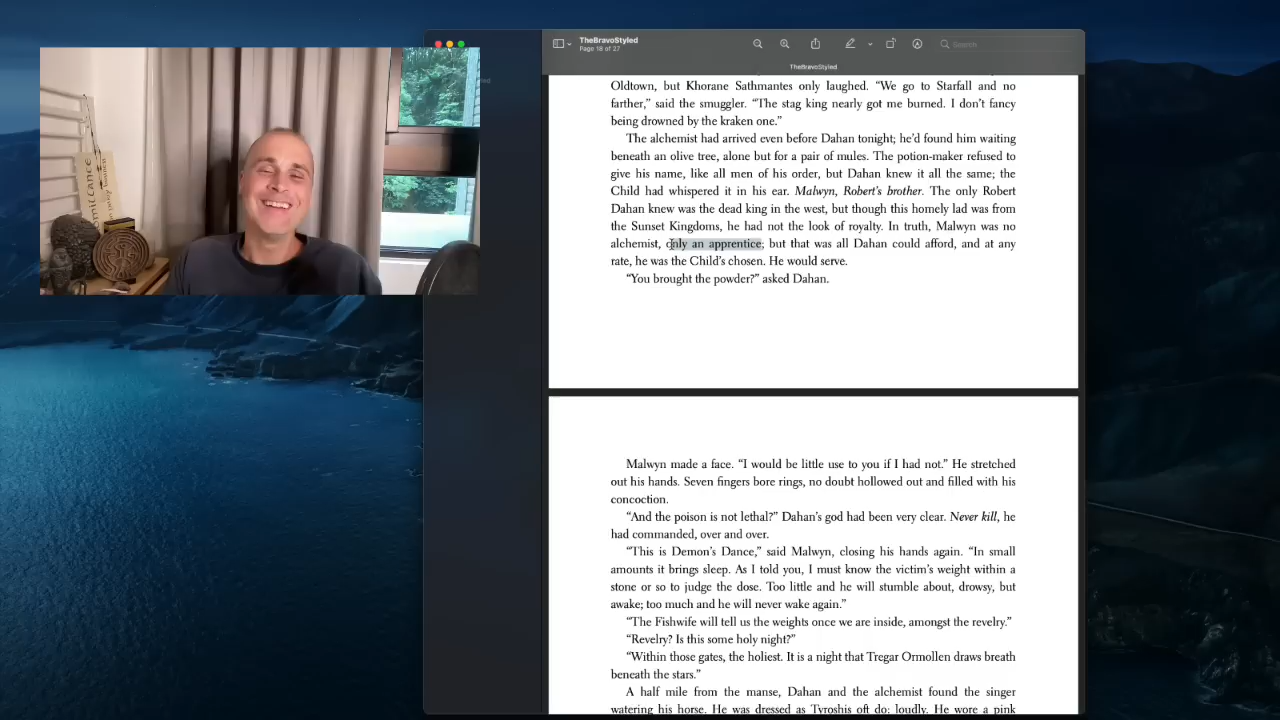 TheBravoStyled
Page 18 of 27
Search
TheBravoStyled
Oldtown, but Khorane Sathmantes only laughed. “We go to Starfall and no
farther,” said the smuggler. “The stag king nearly got me burned. I don’t fancy
being drowned by the kraken one.”
The alchemist had arrived even before Dahan tonight; he’d found him waiting
beneath an olive tree, alone but for a pair of mules. The potion-maker refused to
give his name, like all men of his order, but Dahan knew it all the same; the
Child had whispered it in his ear. Malwyn, Robert’s brother. The only Robert
Dahan knew was the dead king in the west, but though this homely lad was from
the Sunset Kingdoms, he had not the look of royalty. In truth, Malwyn was no
alchemist, only an apprentice; but that was all Dahan could afford, and at any
rate, he was the Child’s chosen. He would serve.
“You brought the powder?” asked Dahan.
Malwyn made a face. “I would be little use to you if I had not.” He stretched
out his hands. Seven fingers bore rings, no doubt hollowed out and filled with his
concoction.
“And the poison is not lethal?” Dahan’s god had been very clear. Never kill, he
had commanded, over and over.
“This is Demon’s Dance,” said Malwyn, closing his hands again. “In small
amounts it brings sleep. As I told you, I must know the victim’s weight within a
stone or so to judge the dose. Too little and he will stumble about, drowsy, but
awake; too much and he will never wake again.”
“The Fishwife will tell us the weights once we are inside, amongst the revelry.”
“Revelry? Is this some holy night?”
“Within those gates, the holiest. It is a night that Tregar Ormollen draws breath
beneath the stars.”
A half mile from the manse, Dahan and the alchemist found the singer
watering his horse. He was dressed as Tyroshis oft do: loudly. He wore a pink